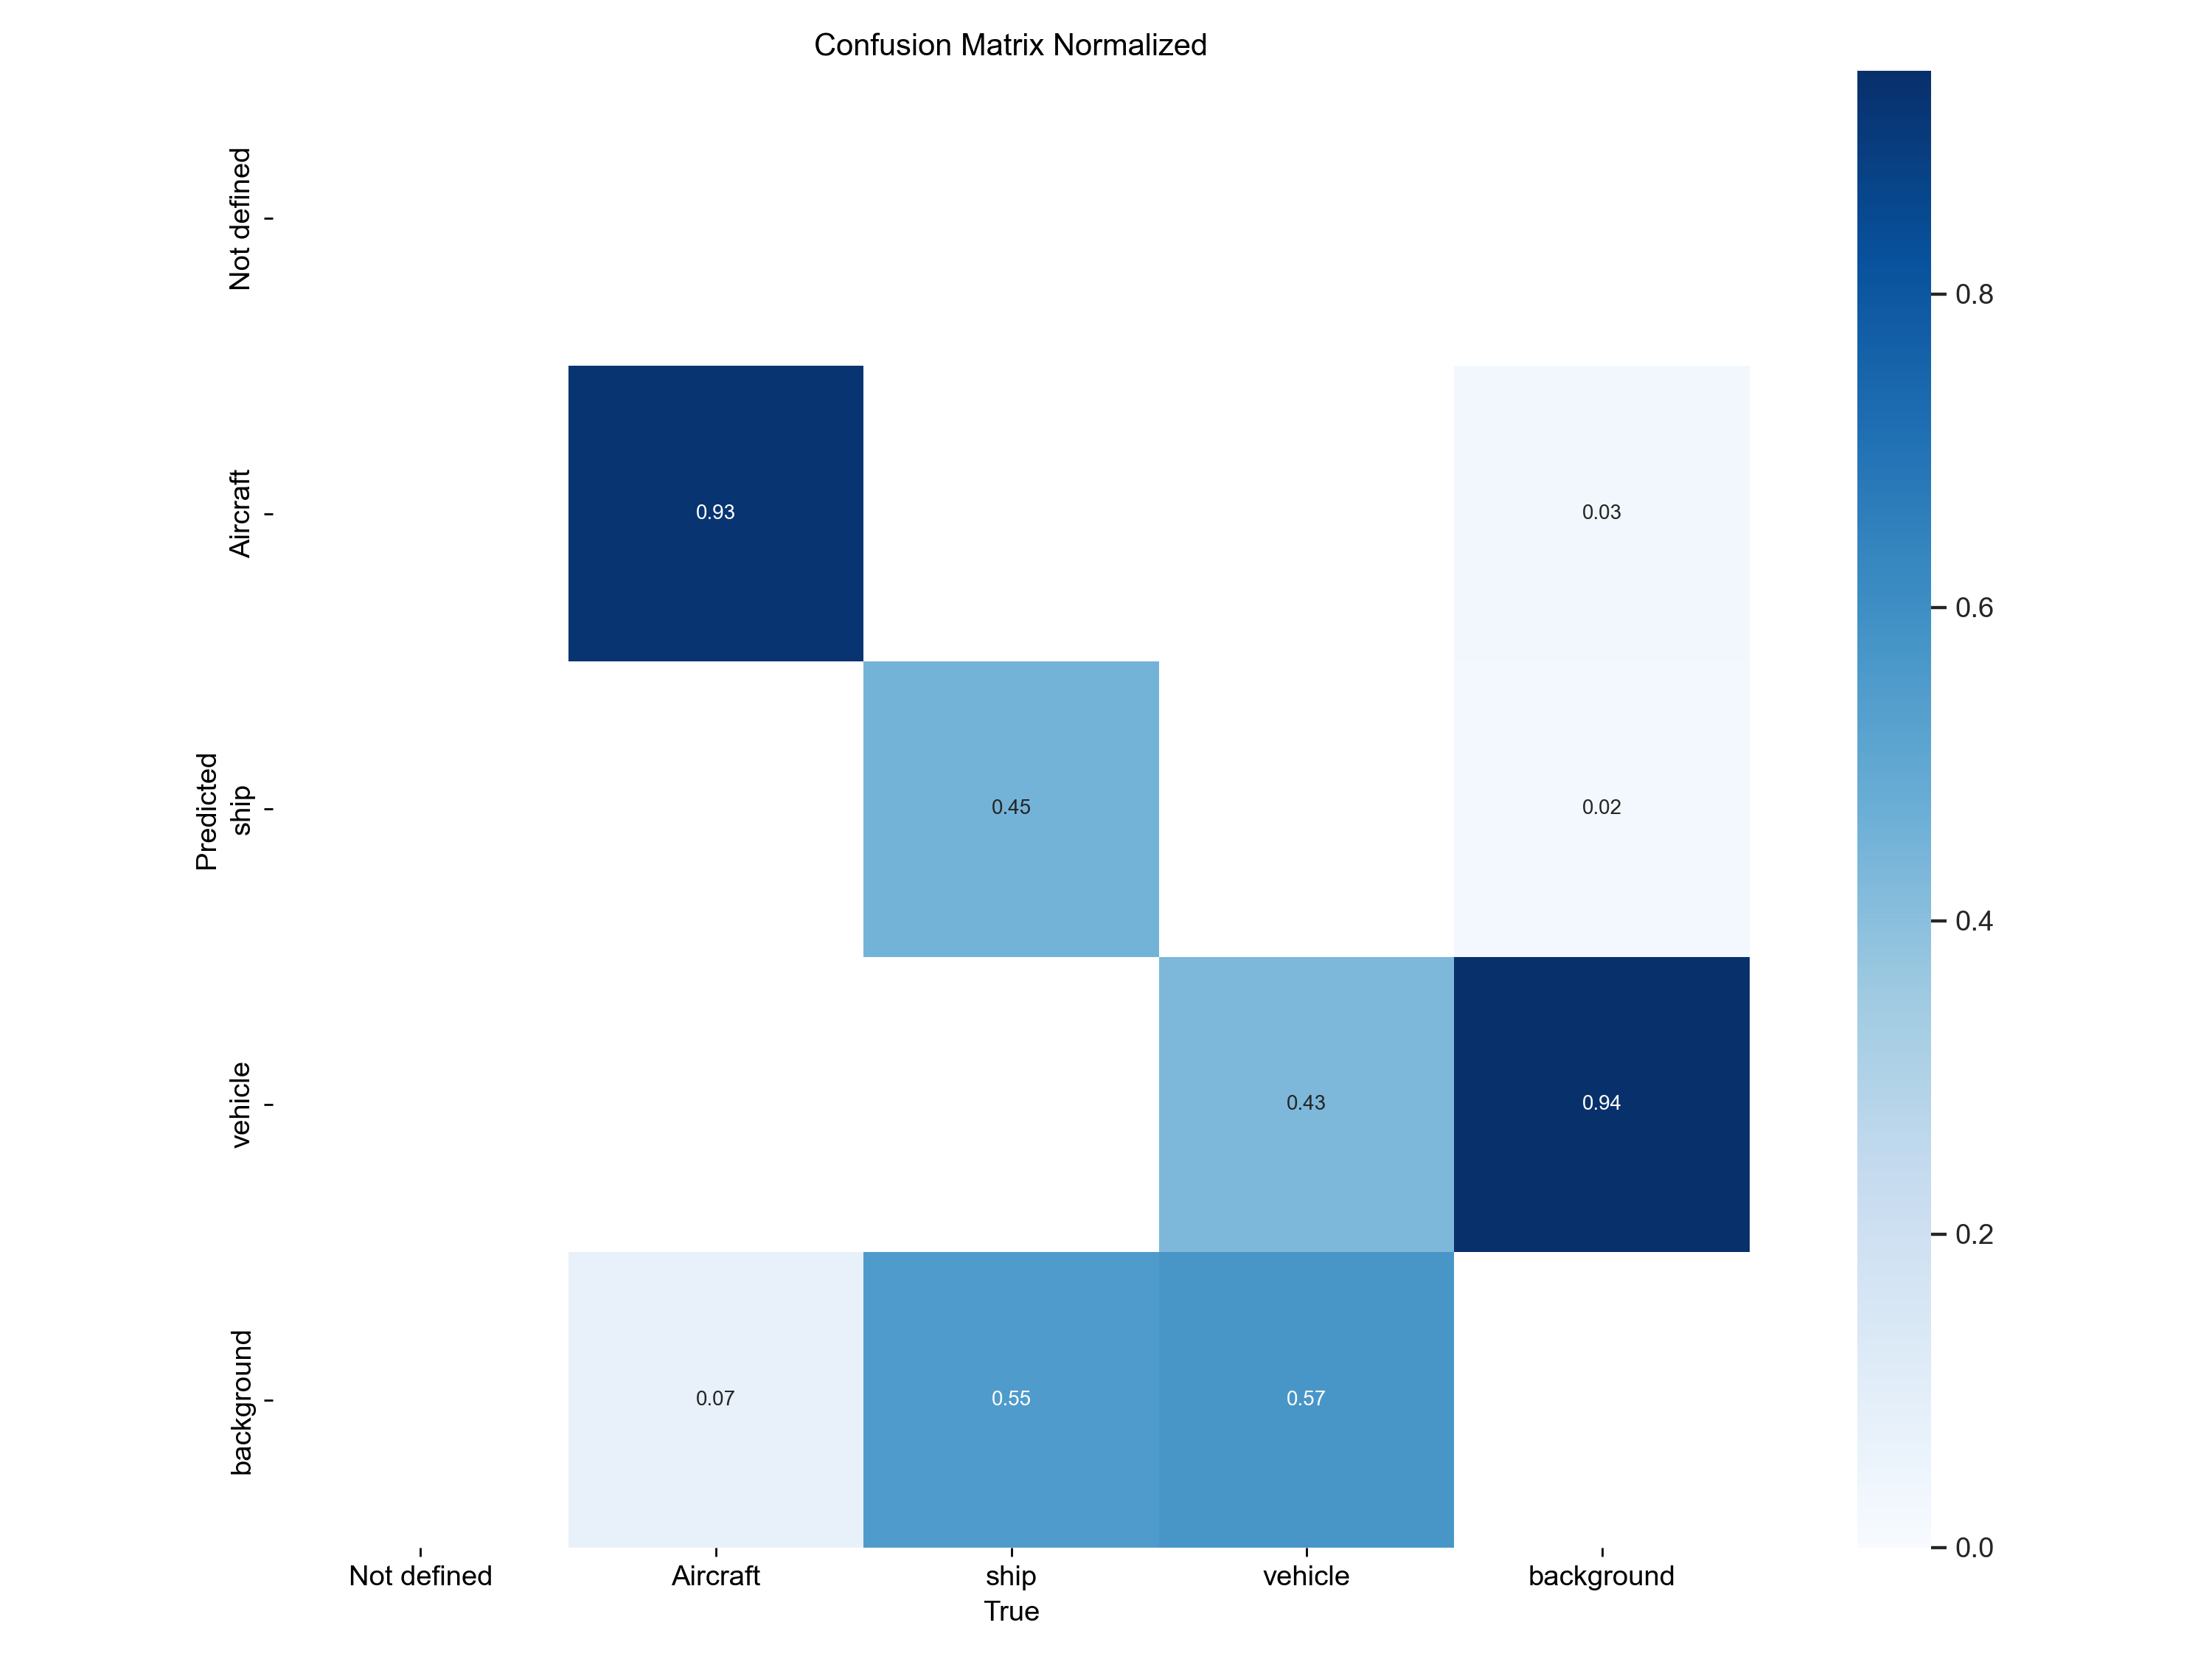 Confusion Matrix Normalized
Not defined
Aircraft
ship
vehicle
background
Predicted
0.93
0.03
0.45
0.02
0.43
0.94
0.07
0.55
0.57
Not defined
Aircraft
ship
vehicle
background
True
0.8
0.6
0.4
0.2
0.0